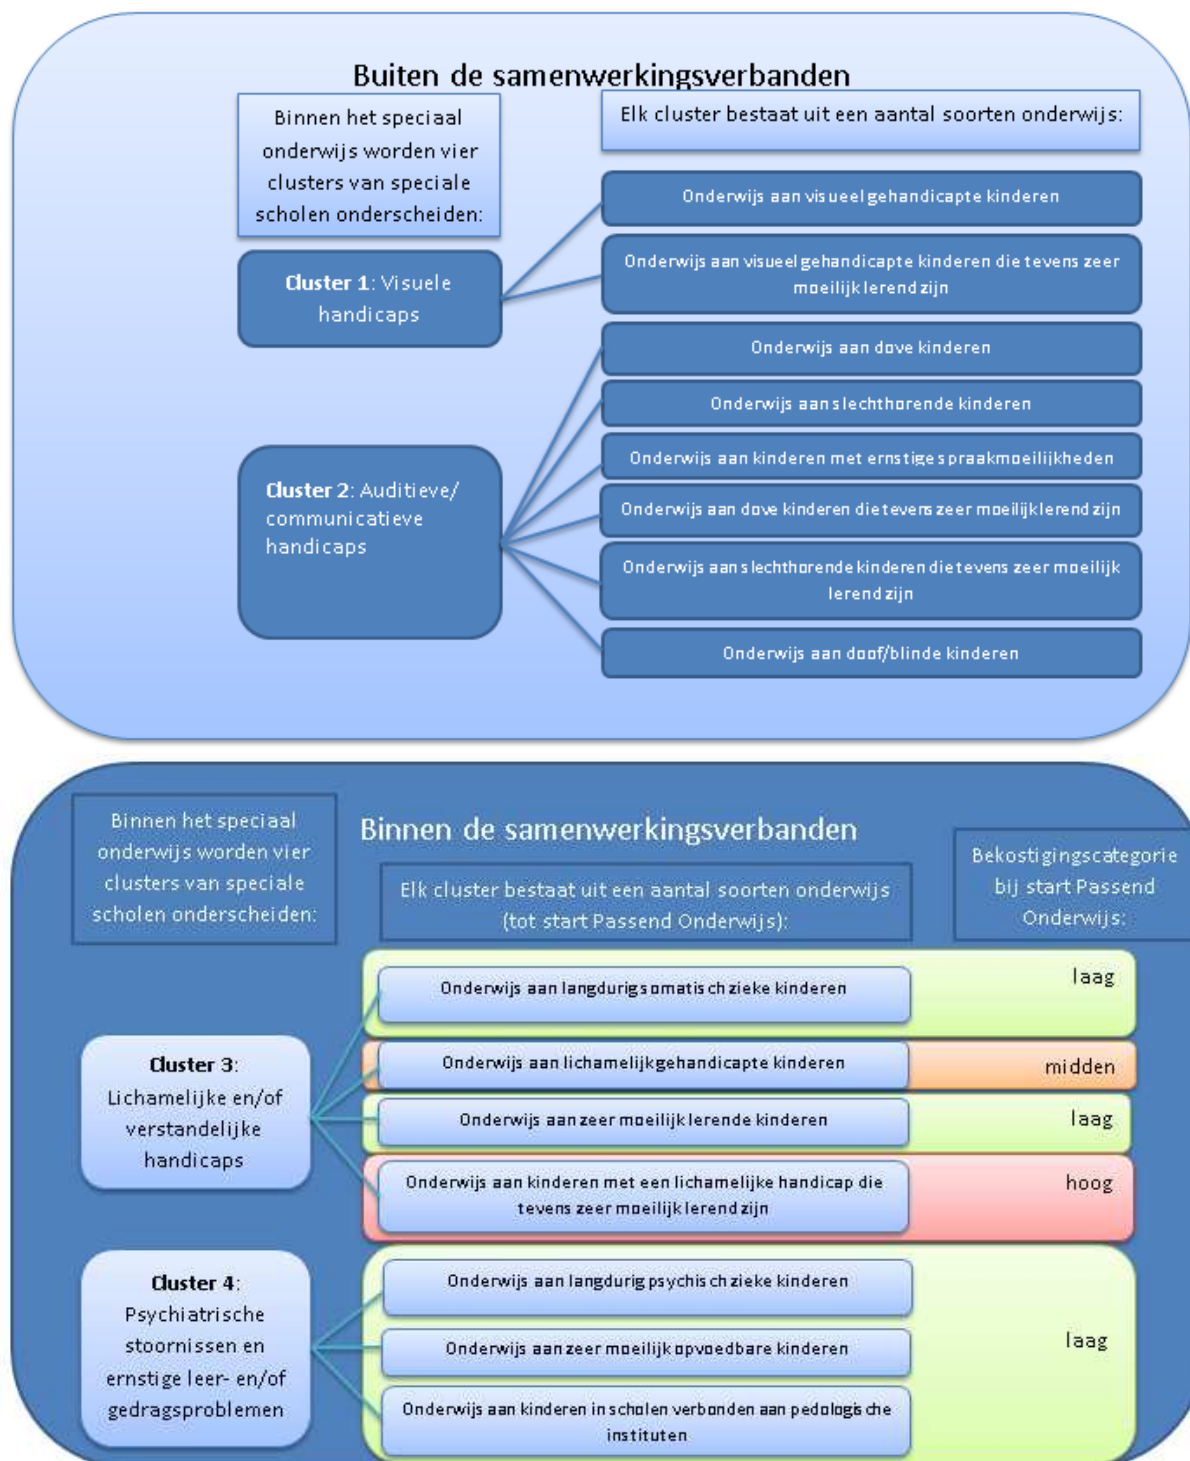 Buiten de samenwerkingsverbanden
Binnen het speciaal
onderwijs worden vier
clusters van speciale
scholen onderscheiden:
Elk cluster bestaat uit een aantal soorten onderwijs:
Cluster 1: Visuele
handicaps
Onderwijs aan visueel gehandicapte kinderen
Onderwijs aan visueel gehandicapte kinderen die tevens zeer
moeilijk lerend zijn
Cluster 2: Auditieve/
communicatieve
handicaps
Onderwijs aan dove kinderen
Onderwijs aan slechthorende kinderen
Onderwijs aan kinderen met ernstige spraakmoeilijkheden
Onderwijs aan dove kinderen die tevens zeer moeilijk lerend zijn
Onderwijs aan slechthorende kinderen die tevens zeer moeilijk
lerend zijn
Onderwijs aan doof/blinde kinderen
Binnen de samenwerkingsverbanden
Binnen het speciaal
onderwijs worden vier
clusters van speciale
scholen onderscheiden:
Elk cluster bestaat uit een aantal soorten onderwijs
(tot start Passend Onderwijs):
Bekostigingscategorie
bij start Passend
Onderwijs:
Cluster 3:
Lichamelijke en/of
verstandelijke
handicaps
Onderwijs aan langdurig somatisch zieke kinderen
laag
Onderwijs aan lichamelijk gehandicapte kinderen
midden
Onderwijs aan zeer moeilijk lerende kinderen
laag
Onderwijs aan kinderen met een lichamelijke handicap die
tevens zeer moeilijk lerend zijn
hoog
Cluster 4:
Psychiatrische
stoornissen en
ernstige leer- en/of
gedragsproblemen
Onderwijs aan langdurig psychisch zieke kinderen
Onderwijs aan zeer moeilijk opvoedbare kinderen
Onderwijs aan kinderen in scholen verbonden aan pedologische
instituten
laag